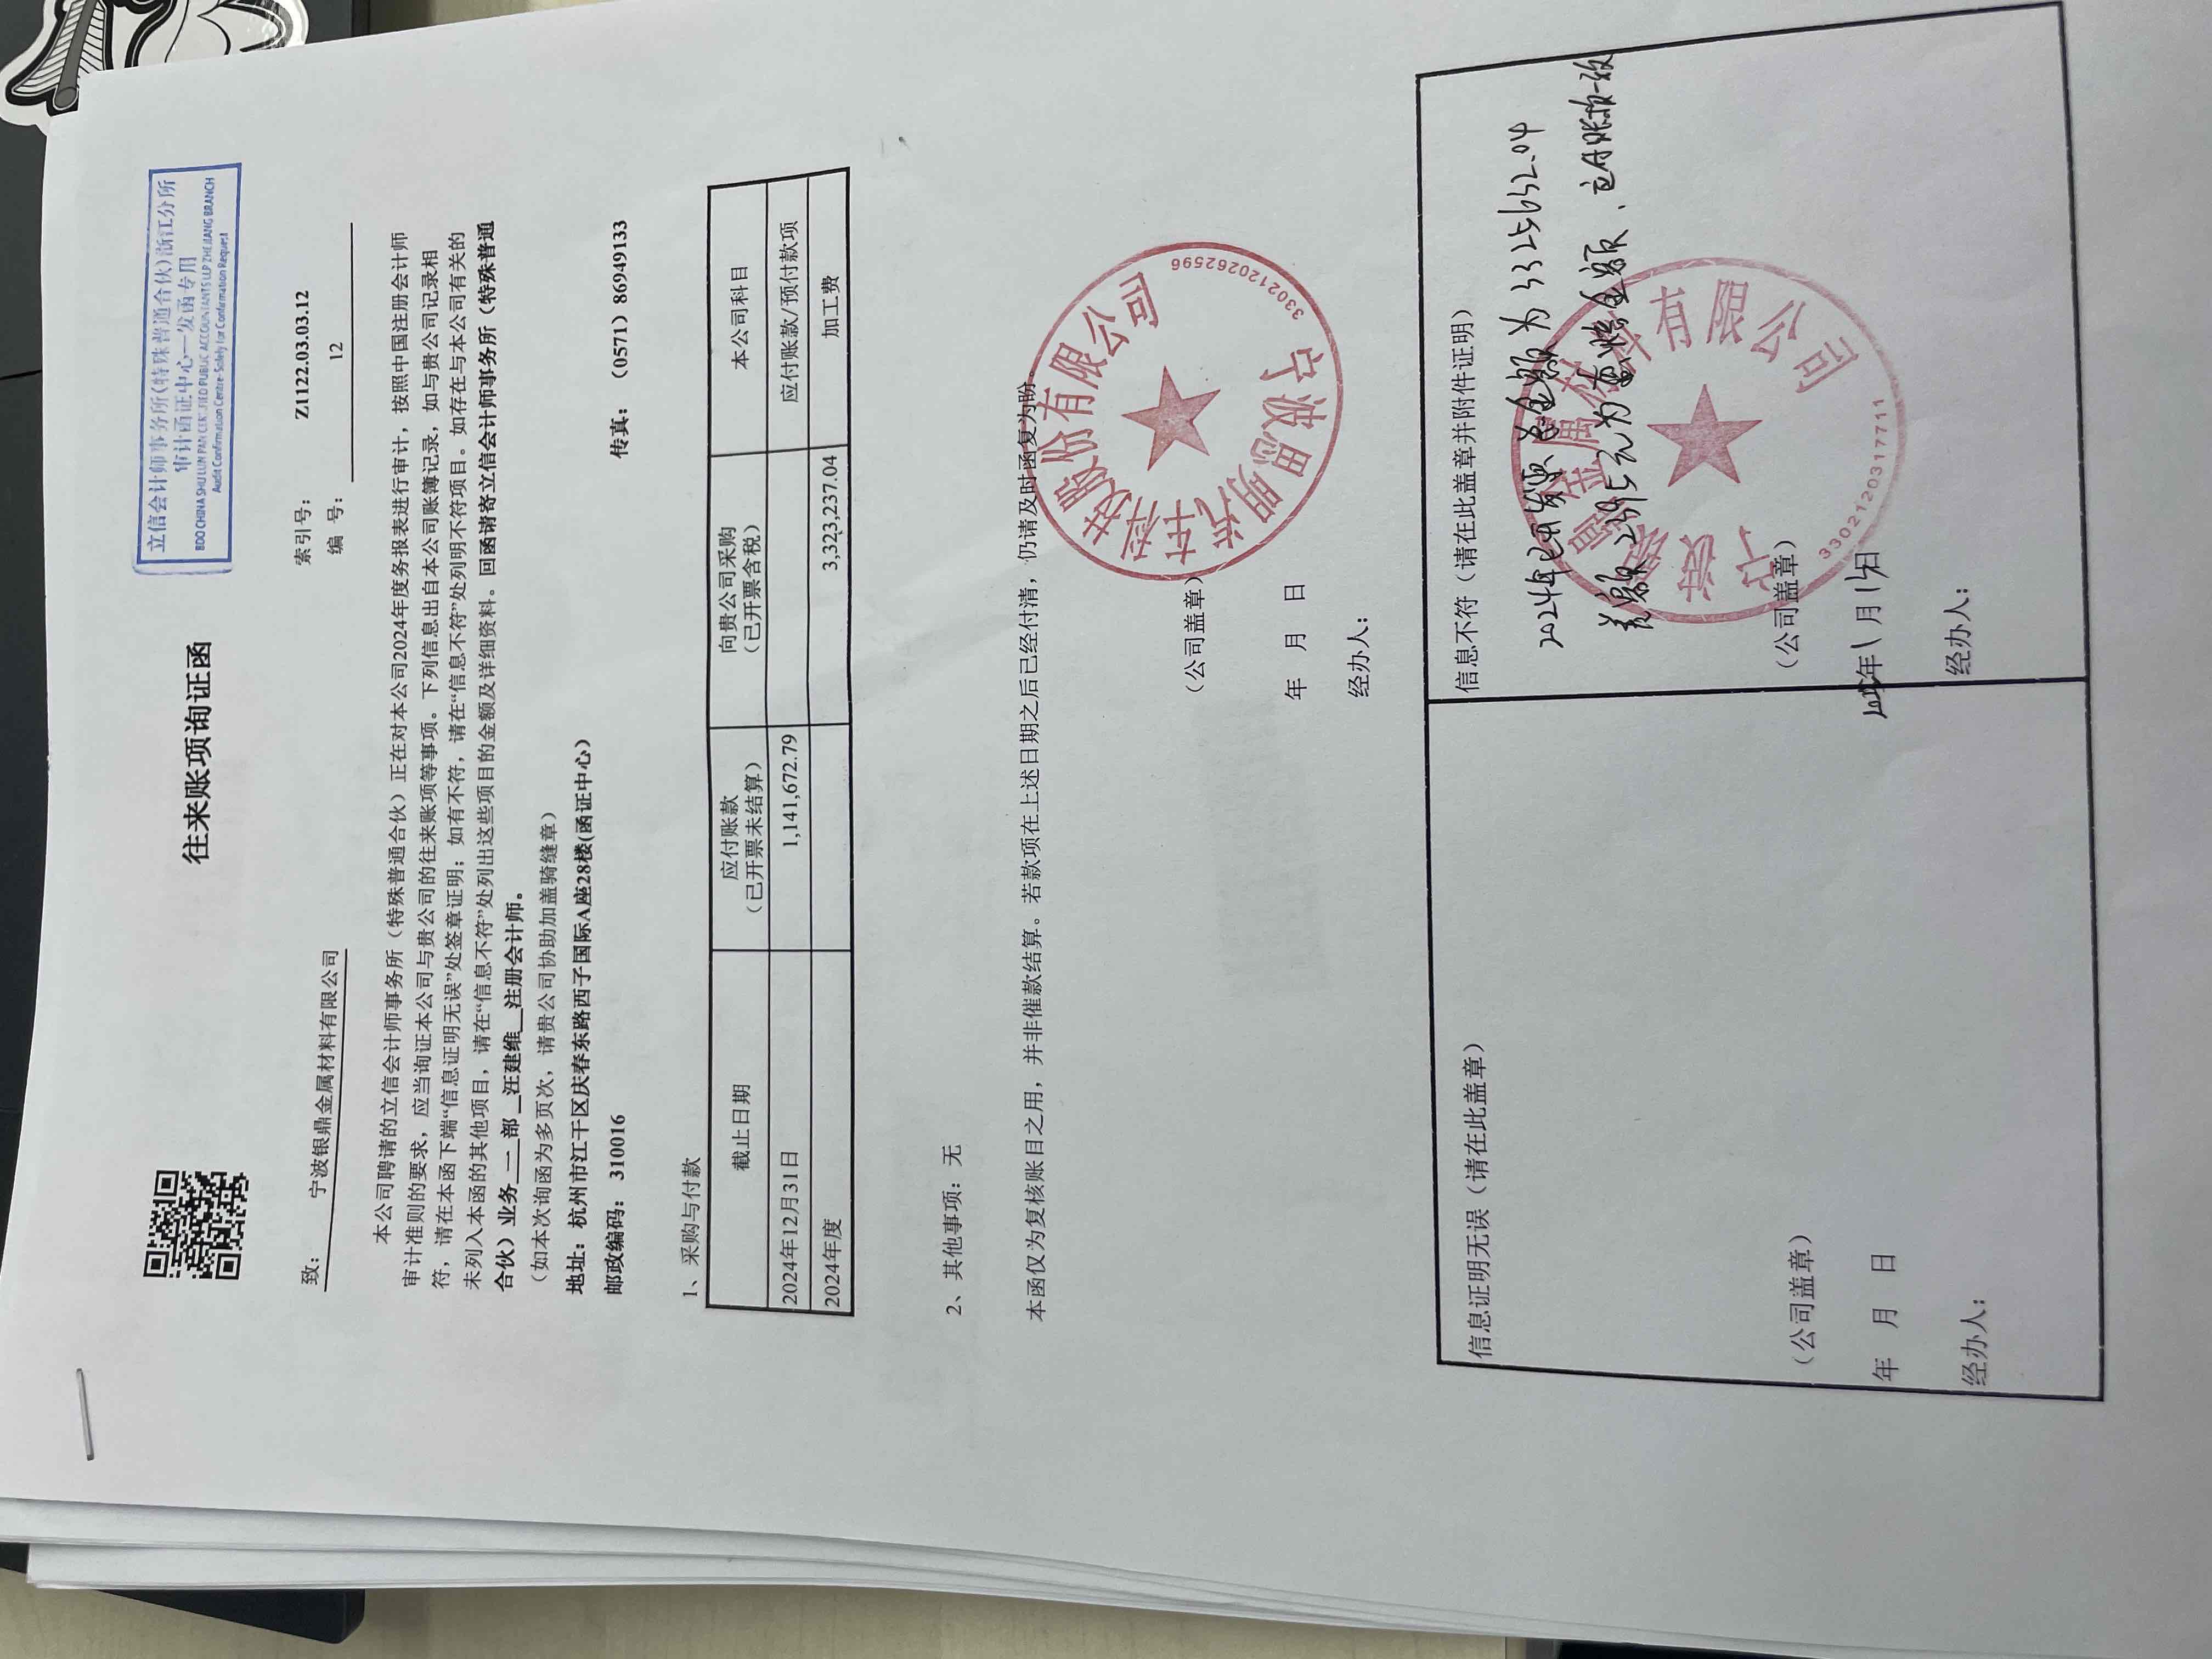 往来账项询证函
立信会计师事务所(特殊普通合伙)浙江分所
审计函证中心—发函专用
BDO CHINA SHU LUN PAN CERTIFIED PUBLIC ACCOUNTANTS LLP ZHEJIANG BRANCH
Audit Confirmation Centre-Solely for Confirmation Request
致： 宁波银鼎金属材料有限公司
索引号： Z1122.03.03.12
编 号： 12
本公司聘请的立信会计师事务所（特殊普通合伙）正在对本公司2024年度务报表进行审计，按照中国注册会计师
审计准则的要求，应当询证本公司与贵公司的往来账项等事项。下列信息出自本公司账簿记录，如与贵公司记录相
符，请在本函下端“信息证明无误”处签章证明；如有不符，请在“信息不符”处列明不符项目。如存在与本公司有关的
未列入本函的其他项目，请在“信息不符”处列出这些项目的金额及详细资料。回函请寄立信会计师事务所（特殊普通
合伙）业务 一 部 汪建维 注册会计师。
（如本次询函为多页次，请贵公司协助加盖骑缝章）
地址：杭州市江干区庆春东路西子国际A座28楼(函证中心）
邮政编码： 310016 传真：（0571）86949133
1、采购与付款
截止日期 应付账款（已开票未结算） 向贵公司采购（已开票含税） 本公司科目
2024年12月31日 1,141,672.79 应付账款/预付款项
2024年度 3,323,237.04 加工费
2、其他事项：无
本函仅为复核账目之用，并非催款结算。若款项在上述日期之后已经付清，仍请及时函复为盼。
宁波思明汽车科技股份有限公司
3302120262596
（公司盖章）
年 月 日
经办人：
信息证明无误（请在此盖章）
（公司盖章）
年 月 日
经办人：
信息不符（请在此盖章并附件证明）
2024年已开发票总金额为3325632.04
差额2395元为索赔金额，应付账款一致
宁波银鼎金属材料有限公司
3302120317711
（公司盖章）
年1月 日
经办人：